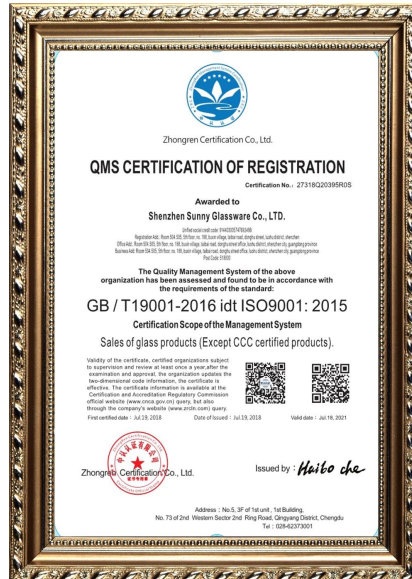 Zhongren Certification Co., Ltd.
QMS CERTIFICATION OF REGISTRATION
Certification No.: 27318Q20395R0S
Awarded to
Shenzhen Sunny Glassware Co., LTD.
The Quality Management System of the above
organization has been assessed and found to be in accordance with
the requirements of the standard:
GB / T19001-2016 idt ISO9001: 2015
Certification Scope of the Management System
Sales of glass products (Except CCC certified products).
Validity of the certificate, certified organizations subject
to supervision and review at least once a year,after the
examination and approval, the organization updates the
two-dimensional code information, the certificate is
effective. The certificate information is available at the
Certification and Accreditation Regulatory Commission
official website (www.cnca.gov.cn) query, but also
through the company's website (www.zrcln.com) query.
First certified date : Jul.19, 2018 Date of Issued : Jul.19, 2018 Valid date : Jul.18, 2021
Zhongren Certification Co., Ltd.
Issued by : Haibo che
Address : No.5, 3F of 1st unit , 1st Building,
No. 73 of 2nd Western Sector 2nd Ring Road, Qingyang District, Chengdu
Tel : 028-62373001